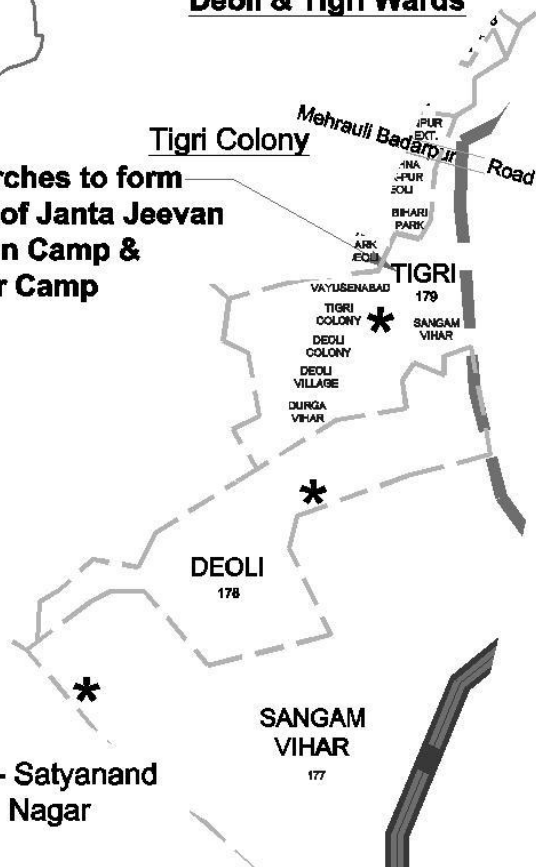 Deoli & Tigri Wards
Mehrauli Badarpur Road
Tigri Colony
EXT.
BIHARI
PARK
TIGRI
179
VAYUSENABAD
TIGRI
COLONY
SANGAM
VIHAR
DEOLI
COLONY
DEOLI
VILLAGE
DURGA
VIHAR
to form
of Janta Jeevan
Camp &
Camp
DEOLI
178
SANGAM
VIHAR
177
- Satyanand
Nagar